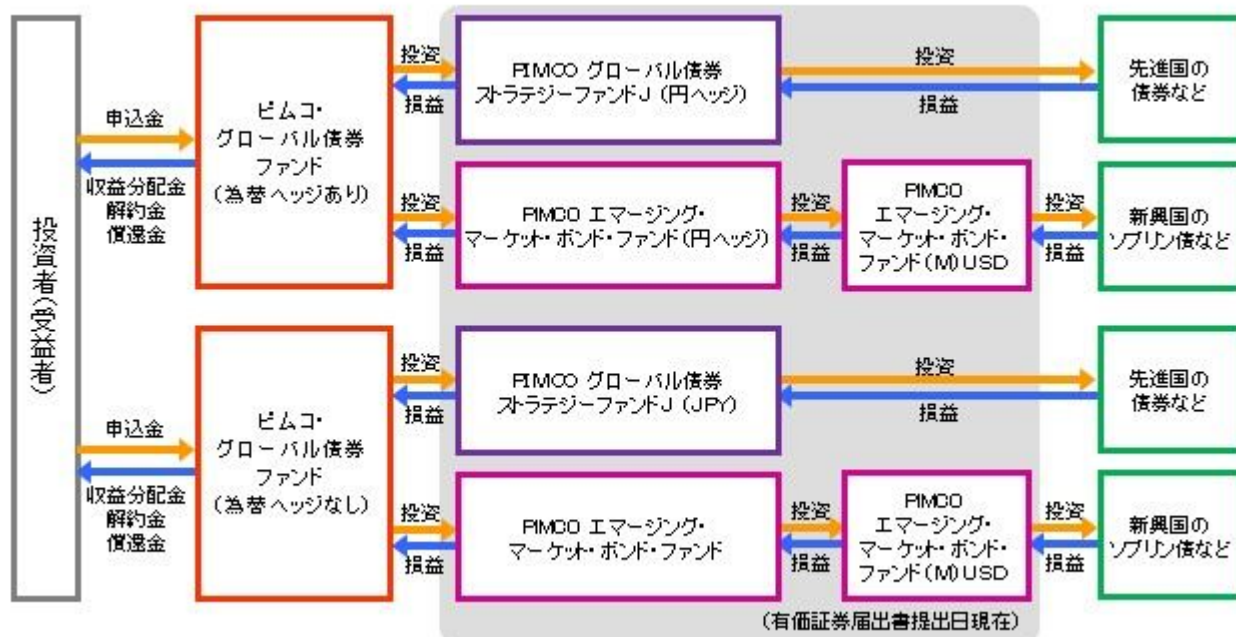 投資者(受益者)
申込金
収益分配金
解約金
償還金
ピムコ・
グローバル債券
ファンド
(為替ヘッジあり)
投資
損益
PIMCO グローバル債券
ストラテジーファンドJ (円ヘッジ)
投資
損益
先進国の
債券など
投資
損益
PIMCO エマージング・
マーケット・ボンド・ファンド(円ヘッジ)
投資
損益
PIMCO
エマージング・
マーケット・ボンド・
ファンド(M)USD
投資
損益
新興国の
ソブリン債など
申込金
収益分配金
解約金
償還金
ピムコ・
グローバル債券
ファンド
(為替ヘッジなし)
投資
損益
PIMCO グローバル債券
ストラテジーファンドJ (JPY)
投資
損益
先進国の
債券など
投資
損益
PIMCO エマージング・
マーケット・ボンド・ファンド
投資
損益
PIMCO
エマージング・
マーケット・ボンド・
ファンド(M)USD
投資
損益
新興国の
ソブリン債など
(有価証券届出書提出日現在)